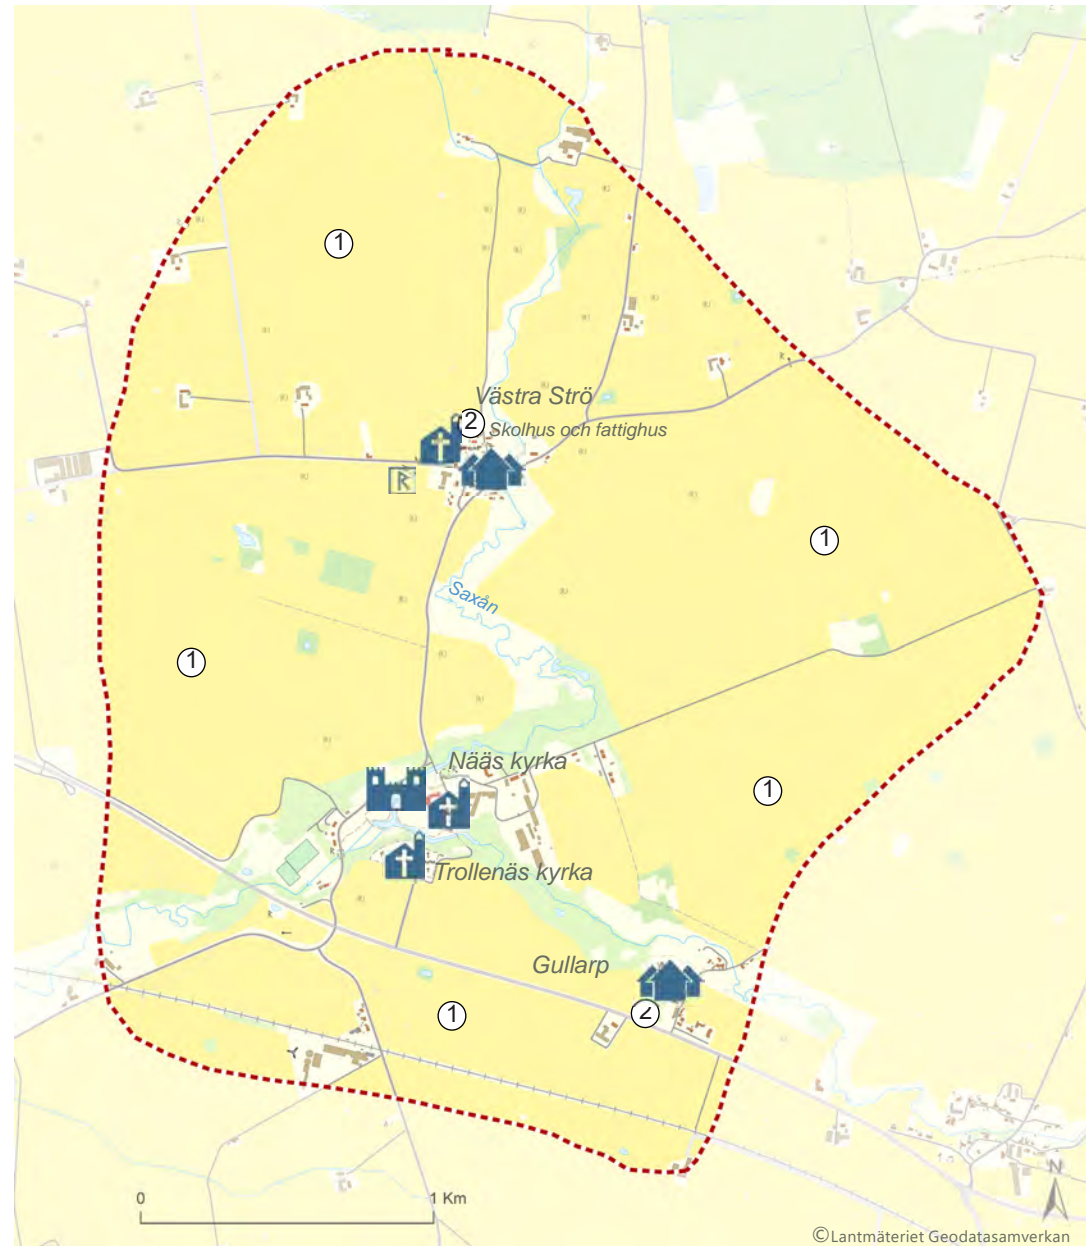 1
Västra Strö
2
Skolhus och fattighus
R
1
Saxån
1
Nääs kyrka
1
Trollenäs kyrka
R
R
R
Gullarp
1
2
N
0 1 Km
©Lantmäteriet Geodatasamverkan